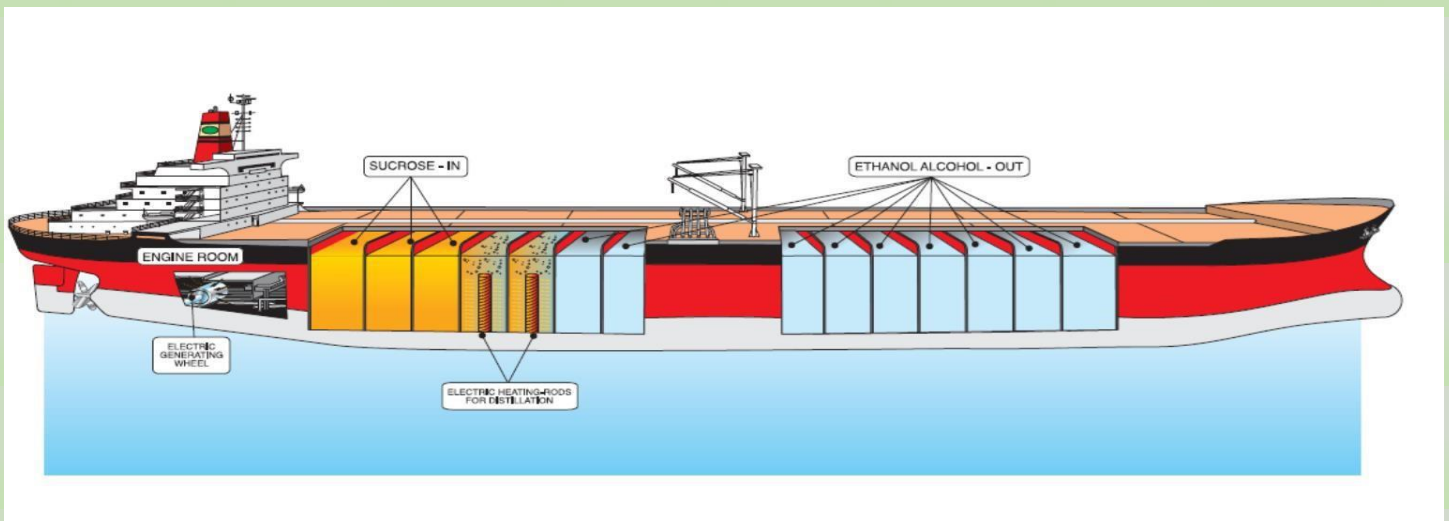 SUCROSE - IN
ETHANOL ALCOHOL - OUT
ENGINE ROOM
ELECTRIC
GENERATING
WHEEL
ELECTRIC HEATING-RODS
FOR DISTILLATION